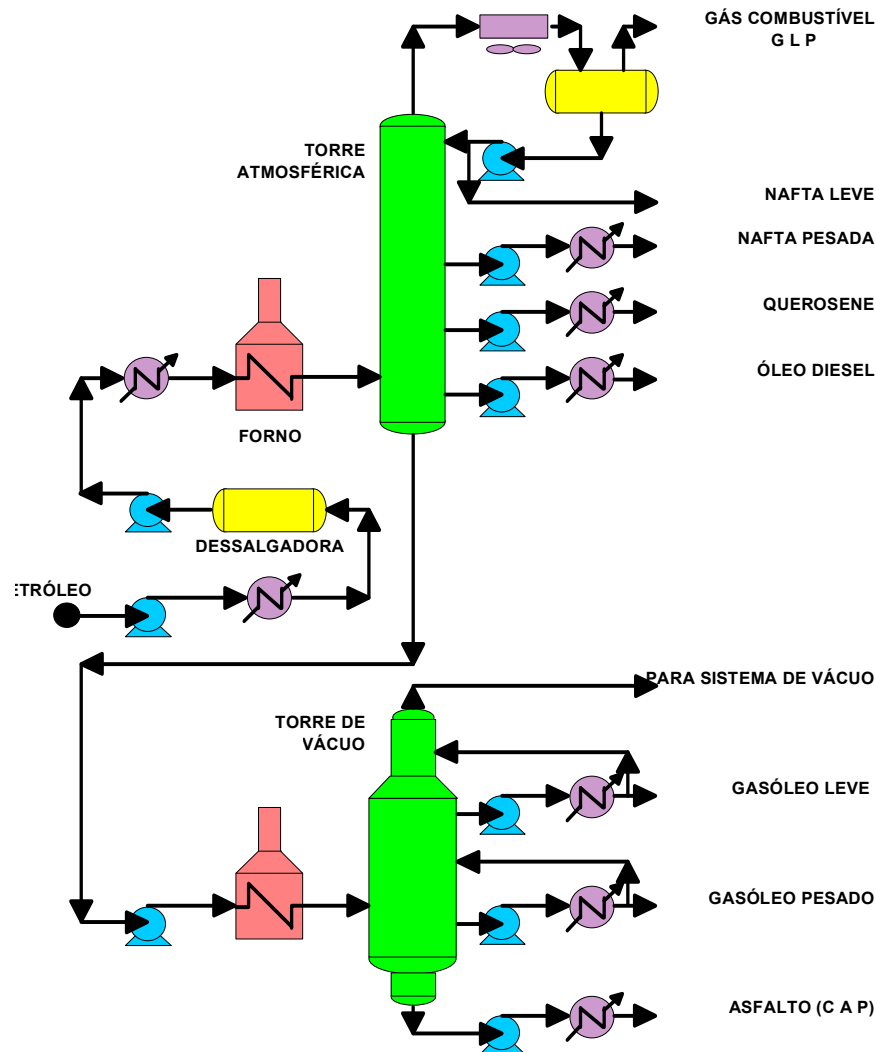 GÁS COMBUSTÍVEL
G L P
TORRE
ATMOSFÉRICA
NAFTA LEVE
NAFTA PESADA
QUEROSENE
ÓLEO DIESEL
FORNO
DESSALGADORA
ETRÓLEO
PARA SISTEMA DE VÁCUO
TORRE DE
VÁCUO
GASÓLEO LEVE
GASÓLEO PESADO
ASFALTO (C A P)